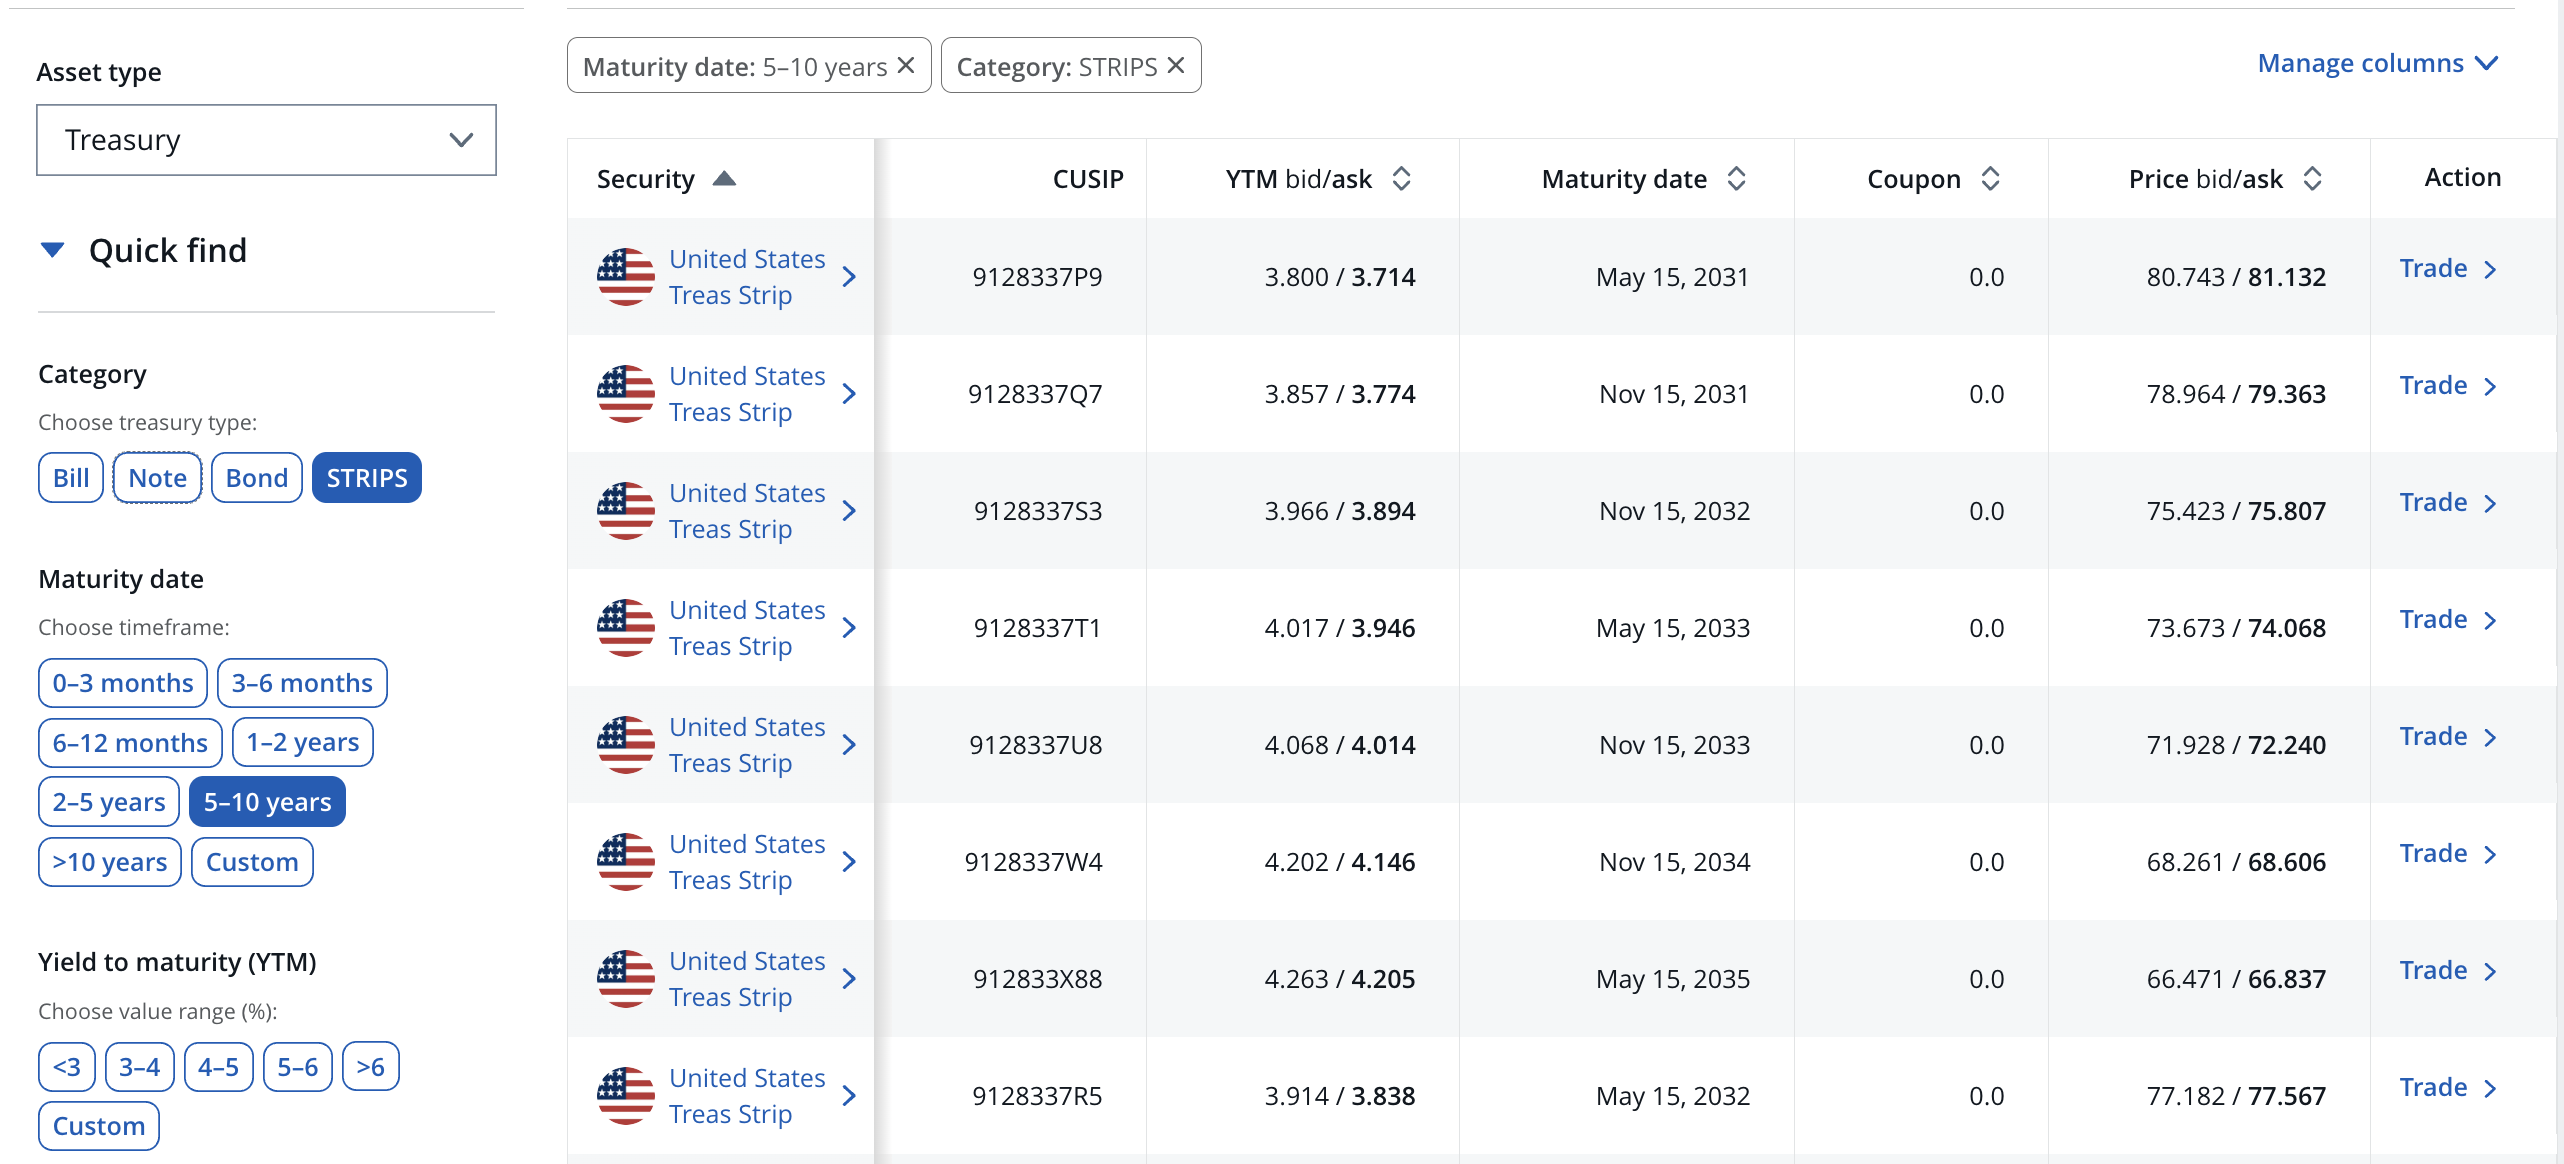 Asset type
Treasury
Quick find
Category
Choose treasury type:
Bill Note Bond STRIPS
Maturity date
Choose timeframe:
0–3 months 3–6 months
6–12 months 1–2 years
2–5 years 5–10 years
>10 years Custom
Yield to maturity (YTM)
Choose value range (%):
<3 3–4 4–5 5–6 >6
Custom
Maturity date: 5–10 years × Category: STRIPS ×
Manage columns
Security CUSIP YTM bid/ask Maturity date Coupon Price bid/ask Action
United States
Treas Strip
9128337P9 3.800 / 3.714 May 15, 2031 0.0 80.743 / 81.132 Trade
United States
Treas Strip
9128337Q7 3.857 / 3.774 Nov 15, 2031 0.0 78.964 / 79.363 Trade
United States
Treas Strip
9128337S3 3.966 / 3.894 Nov 15, 2032 0.0 75.423 / 75.807 Trade
United States
Treas Strip
9128337T1 4.017 / 3.946 May 15, 2033 0.0 73.673 / 74.068 Trade
United States
Treas Strip
9128337U8 4.068 / 4.014 Nov 15, 2033 0.0 71.928 / 72.240 Trade
United States
Treas Strip
9128337W4 4.202 / 4.146 Nov 15, 2034 0.0 68.261 / 68.606 Trade
United States
Treas Strip
912833X88 4.263 / 4.205 May 15, 2035 0.0 66.471 / 66.837 Trade
United States
Treas Strip
9128337R5 3.914 / 3.838 May 15, 2032 0.0 77.182 / 77.567 Trade